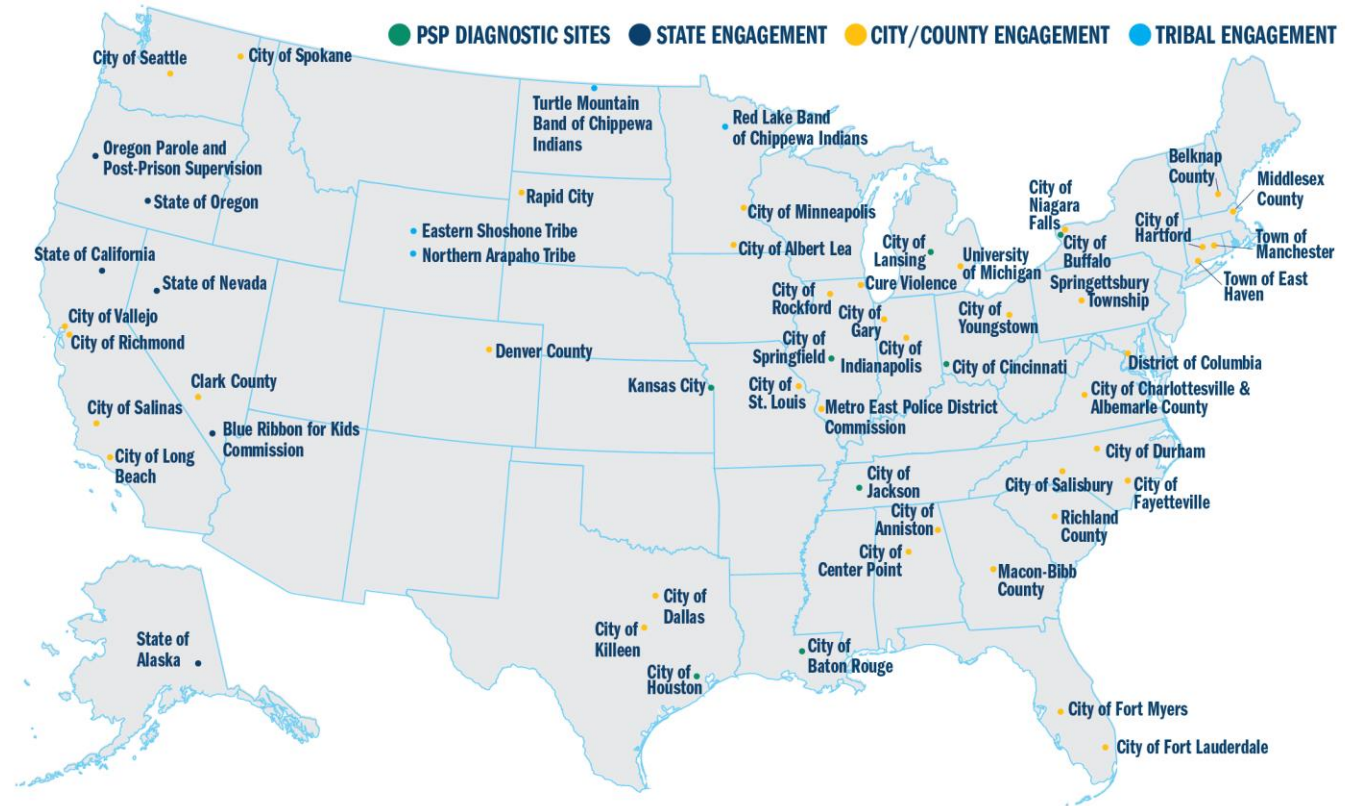 PSP DIAGNOSTIC SITES STATE ENGAGEMENT CITY/COUNTY ENGAGEMENT TRIBAL ENGAGEMENT
City of Seattle
City of Spokane
Turtle Mountain
Band of Chippewa
Indians
Red Lake Band
of Chippewa Indians
Oregon Parole and
Post-Prison Supervision
State of Oregon
Rapid City
Eastern Shoshone Tribe
Northern Arapaho Tribe
City of Minneapolis
City of Albert Lea
City of
Lansing
University
of Michigan
Cure Violence
City of
Niagara
Falls
City of
Buffalo
Belknap
County
Middlesex
County
City of
Hartford
Town of
Manchester
Town of East
Haven
Springettsbury
Township
State of California
State of Nevada
City of Vallejo
City of Richmond
Clark County
City of Salinas
Blue Ribbon for Kids
Commission
City of Long
Beach
Denver County
Kansas City
City of
Rockford
City of
Gary
City of
Springfield
City of
Indianapolis
City of
Youngstown
City of Cincinnati
City of
St. Louis
Metro East Police District
Commission
District of Columbia
City of Charlottesville &
Albemarle County
City of Durham
City of Salisbury
City of
Fayetteville
Richland
County
City of
Jackson
City of
Anniston
City of
Center Point
Macon-Bibb
County
City of
Dallas
City of
Killeen
City of
Houston
City of
Baton Rouge
State of
Alaska
City of Fort Myers
City of Fort Lauderdale